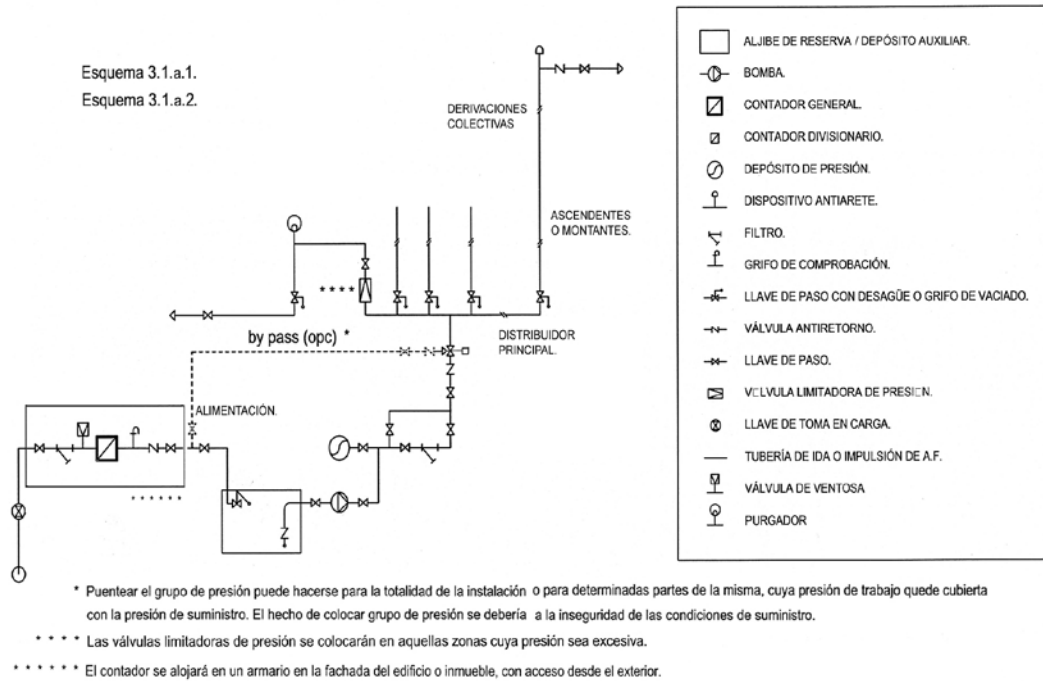 Esquema 3.1.a.1.
Esquema 3.1.a.2.
DERIVACIONES
COLECTIVAS
ASCENDENTES
O MONTANTES.
* * * *
by pass (opc) *
DISTRIBUIDOR
PRINCIPAL.
ALIMENTACIÓN.
* * * * * *
ALJIBE DE RESERVA / DEPÓSITO AUXILIAR.
BOMBA.
CONTADOR GENERAL.
CONTADOR DIVISIONARIO.
DEPÓSITO DE PRESIÓN.
DISPOSITIVO ANTIARETE.
FILTRO.
GRIFO DE COMPROBACIÓN.
LLAVE DE PASO CON DESAGÜE O GRIFO DE VACIADO.
VÁLVULA ANTIRETORNO.
LLAVE DE PASO.
V□LVULA LIMITADORA DE PRESI□N.
LLAVE DE TOMA EN CARGA.
TUBERÍA DE IDA O IMPULSIÓN DE A.F.
VÁLVULA DE VENTOSA
PURGADOR
* Puentear el grupo de presión puede hacerse para la totalidad de la instalación o para determinadas partes de la misma, cuya presión de trabajo quede cubierta
con la presión de suministro. El hecho de colocar grupo de presión se debería a la inseguridad de las condiciones de suministro.
* * * * Las válvulas limitadoras de presión se colocarán en aquellas zonas cuya presión sea excesiva.
* * * * * * El contador se alojará en un armario en la fachada del edificio o inmueble, con acceso desde el exterior.